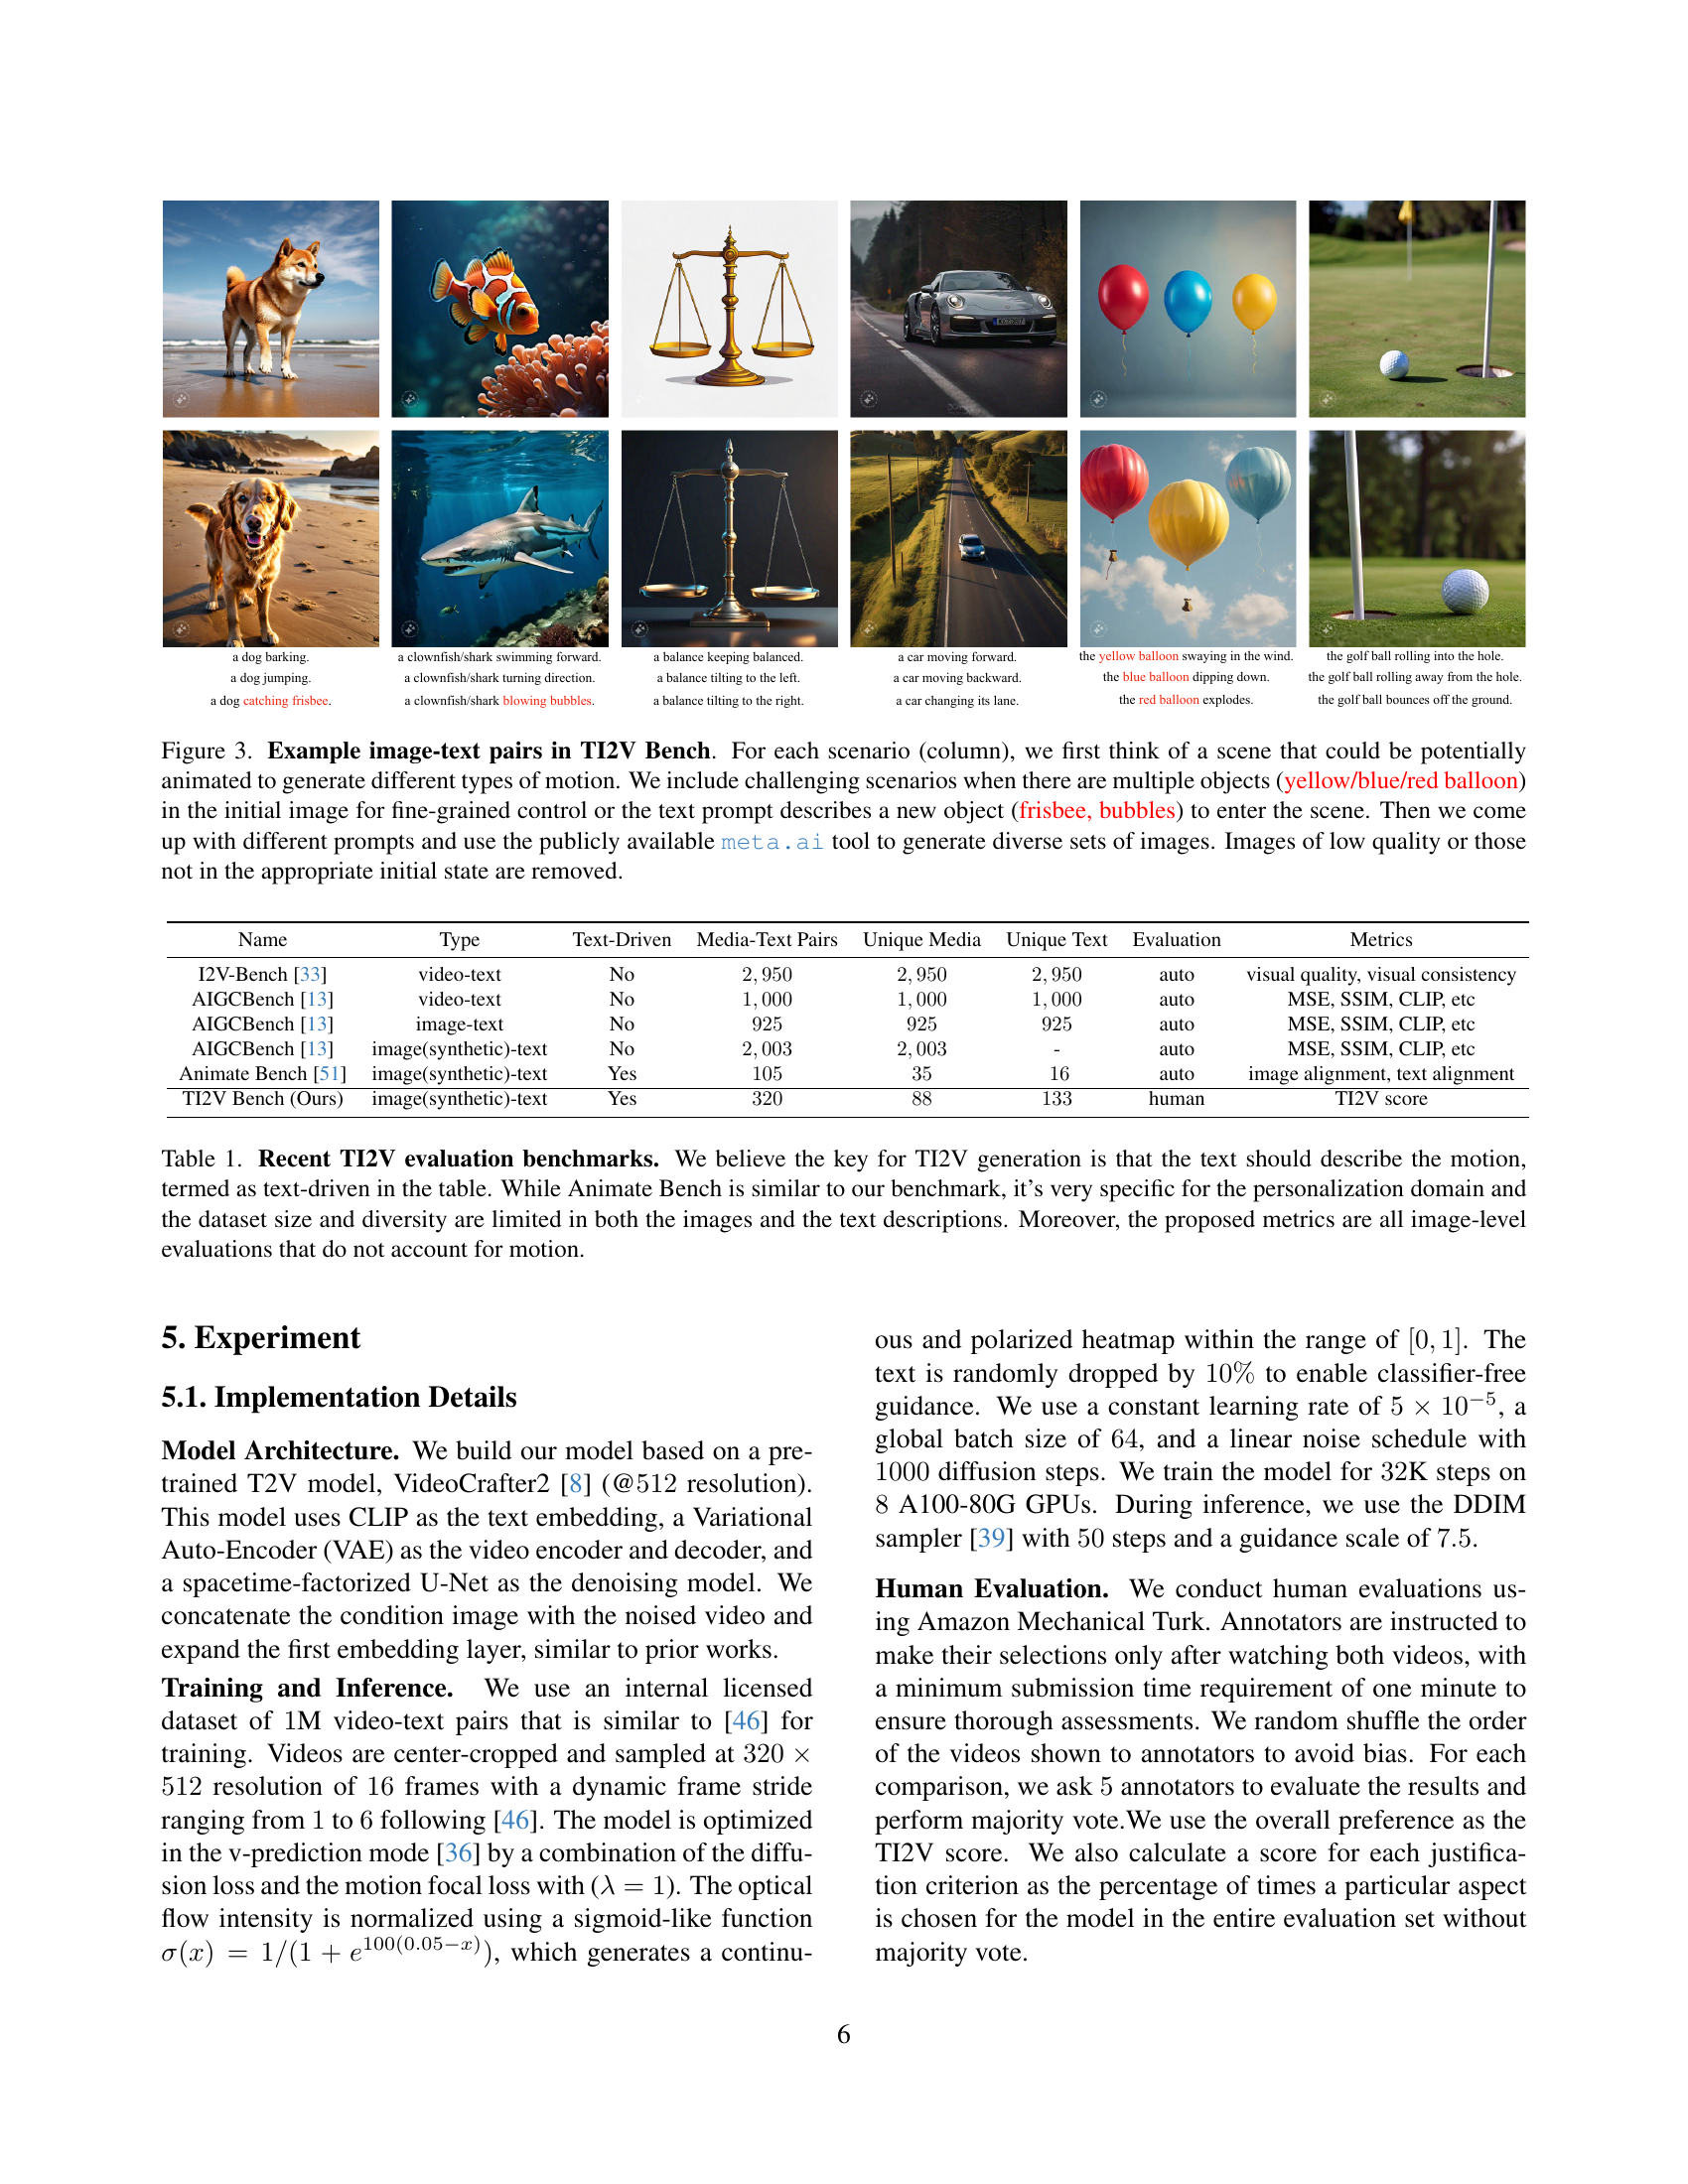 a dog barking.
a dog jumping.
a dog catching frisbee.
a clownfish/shark swimming forward.
a clownfish/shark turning direction.
a clownfish/shark blowing bubbles.
a balance keeping balanced.
a balance tilting to the left.
a balance tilting to the right.
a car moving forward.
a car moving backward.
a car changing its lane.
the yellow balloon swaying in the wind.
the blue balloon dipping down.
the red balloon explodes.
the golf ball rolling into the hole.
the golf ball rolling away from the hole.
the golf ball bounces off the ground.
Figure 3. Example image-text pairs in TI2V Bench. For each scenario (column), we first think of a scene that could be potentially
animated to generate different types of motion. We include challenging scenarios when there are multiple objects (yellow/blue/red balloon)
in the initial image for fine-grained control or the text prompt describes a new object (frisbee, bubbles) to enter the scene. Then we come
up with different prompts and use the publicly available meta.ai tool to generate diverse sets of images. Images of low quality or those
not in the appropriate initial state are removed.
Name Type Text-Driven Media-Text Pairs Unique Media Unique Text Evaluation Metrics
I2V-Bench [33] video-text No 2,950 2,950 2,950 auto visual quality, visual consistency
AIGCBench [13] video-text No 1,000 1,000 1,000 auto MSE, SSIM, CLIP, etc
AIGCBench [13] image-text No 925 925 925 auto MSE, SSIM, CLIP, etc
AIGCBench [13] image(synthetic)-text No 2,003 2,003 - auto MSE, SSIM, CLIP, etc
Animate Bench [51] image(synthetic)-text Yes 105 35 16 auto image alignment, text alignment
TI2V Bench (Ours) image(synthetic)-text Yes 320 88 133 human TI2V score
Table 1. Recent TI2V evaluation benchmarks. We believe the key for TI2V generation is that the text should describe the motion,
termed as text-driven in the table. While Animate Bench is similar to our benchmark, it's very specific for the personalization domain and
the dataset size and diversity are limited in both the images and the text descriptions. Moreover, the proposed metrics are all image-level
evaluations that do not account for motion.
5. Experiment
5.1. Implementation Details
Model Architecture. We build our model based on a pre-
trained T2V model, VideoCrafter2 [8] (@512 resolution).
This model uses CLIP as the text embedding, a Variational
Auto-Encoder (VAE) as the video encoder and decoder, and
a spacetime-factorized U-Net as the denoising model. We
concatenate the condition image with the noised video and
expand the first embedding layer, similar to prior works.
Training and Inference. We use an internal licensed
dataset of 1M video-text pairs that is similar to [46] for
training. Videos are center-cropped and sampled at 320 ×
512 resolution of 16 frames with a dynamic frame stride
ranging from 1 to 6 following [46]. The model is optimized
in the v-prediction mode [36] by a combination of the diffu-
sion loss and the motion focal loss with (λ = 1). The optical
flow intensity is normalized using a sigmoid-like function
σ(x) = 1/(1 + e^{100(0.05−x)}), which generates a continu-
ous and polarized heatmap within the range of [0, 1]. The
text is randomly dropped by 10% to enable classifier-free
guidance. We use a constant learning rate of 5 × 10^{−5}, a
global batch size of 64, and a linear noise schedule with
1000 diffusion steps. We train the model for 32K steps on
8 A100-80G GPUs. During inference, we use the DDIM
sampler [39] with 50 steps and a guidance scale of 7.5.
Human Evaluation. We conduct human evaluations us-
ing Amazon Mechanical Turk. Annotators are instructed to
make their selections only after watching both videos, with
a minimum submission time requirement of one minute to
ensure thorough assessments. We random shuffle the order
of the videos shown to annotators to avoid bias. For each
comparison, we ask 5 annotators to evaluate the results and
perform majority vote.We use the overall preference as the
TI2V score. We also calculate a score for each justifica-
tion criterion as the percentage of times a particular aspect
is chosen for the model in the entire evaluation set without
majority vote.
6